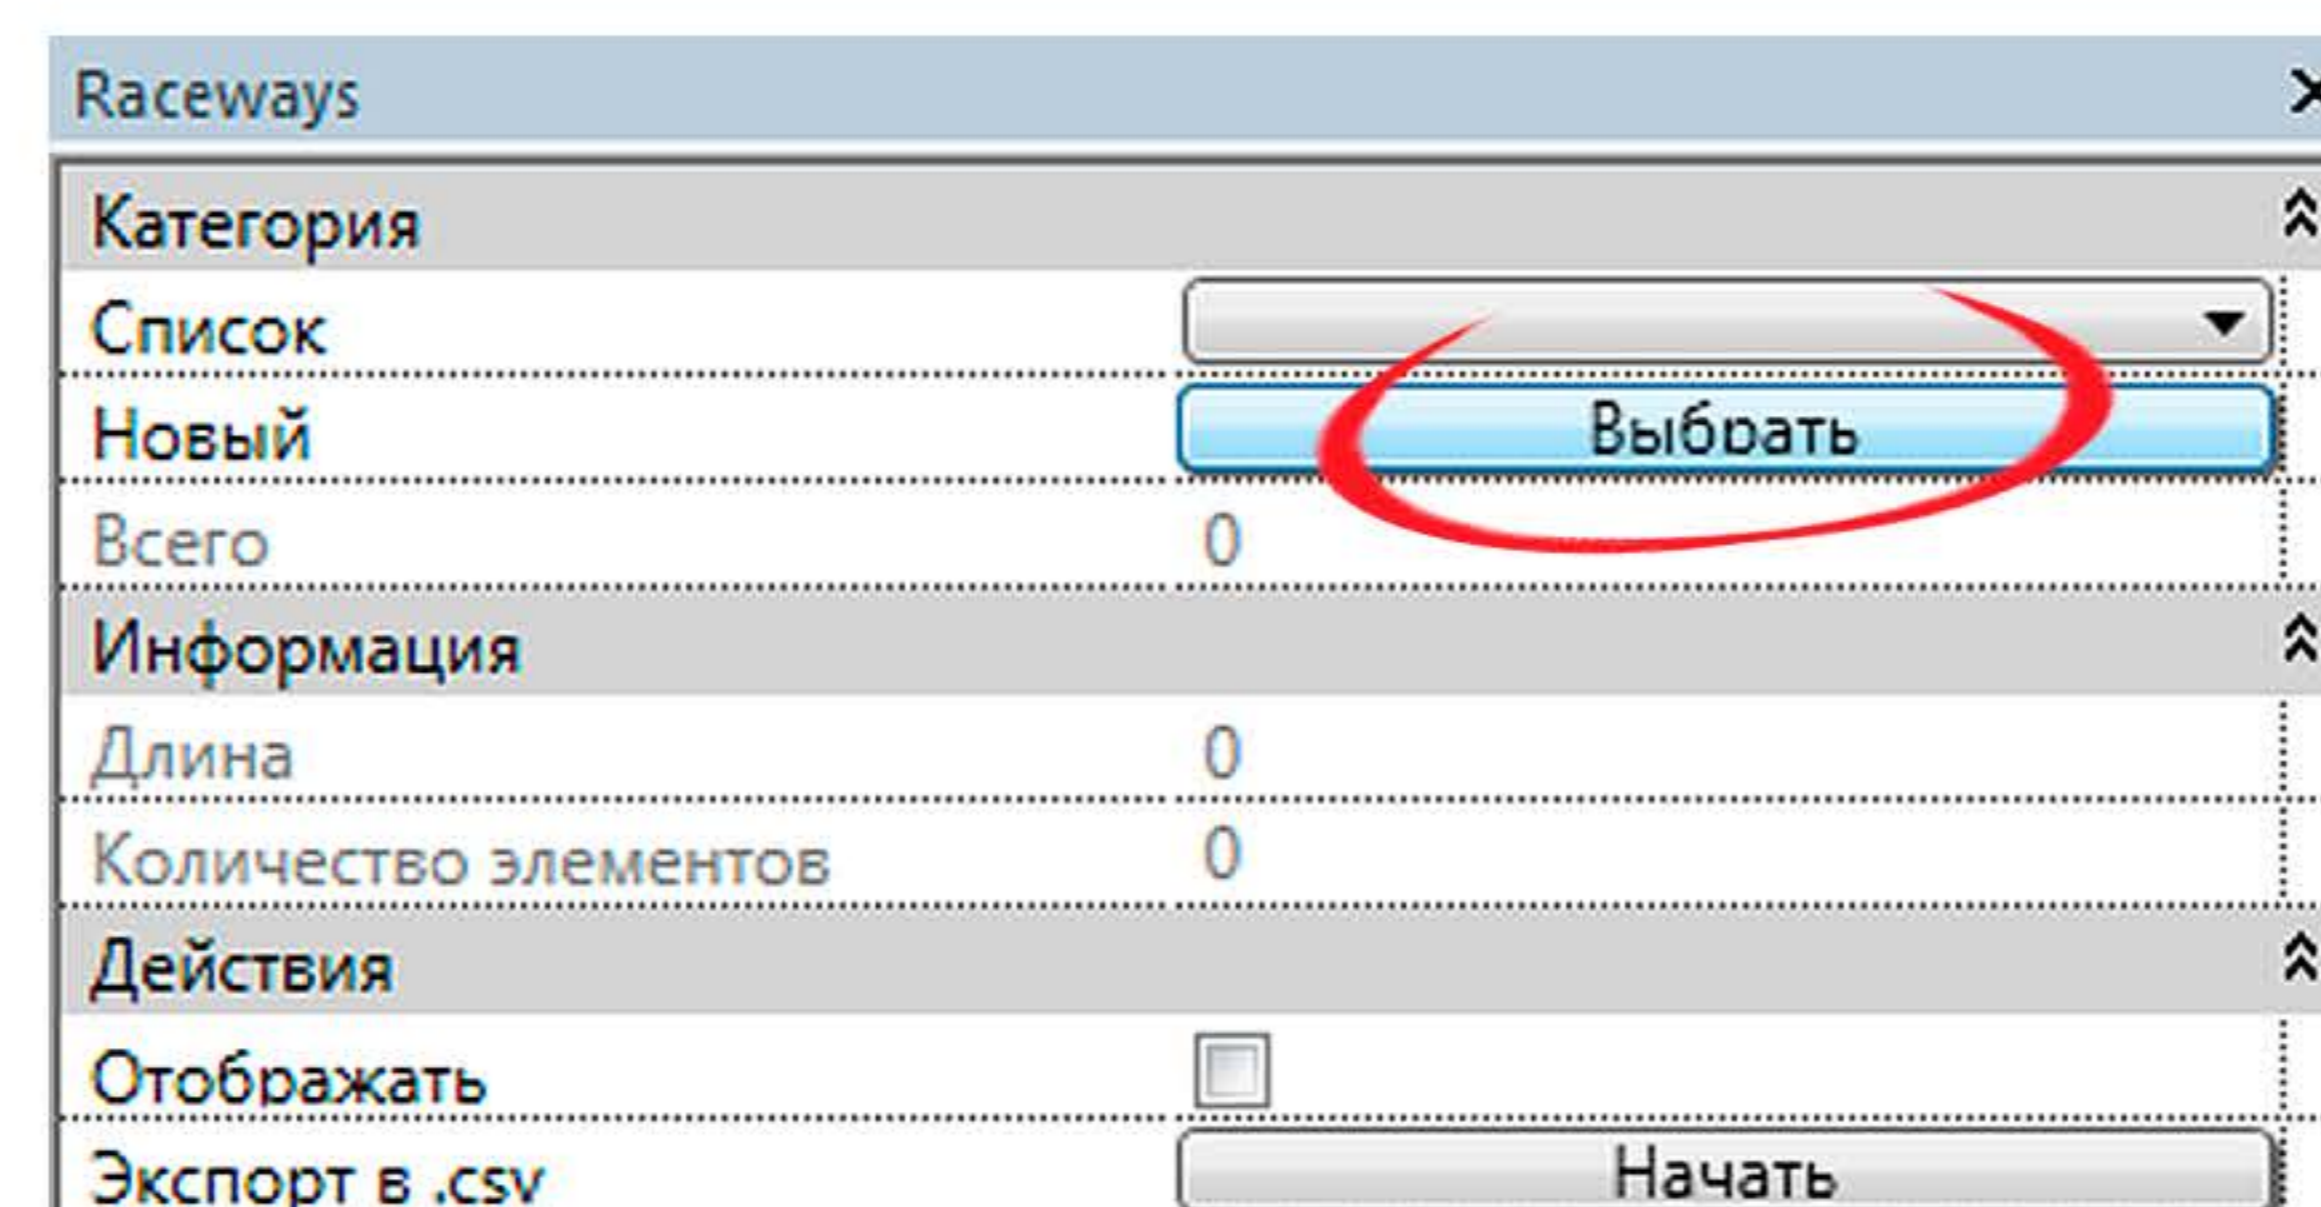 Raceways
Категория
Список
Новый Выбрать
Всего 0
Информация
Длина 0
Количество элементов 0
Действия
Отображать
Экспорт в .csv Начать